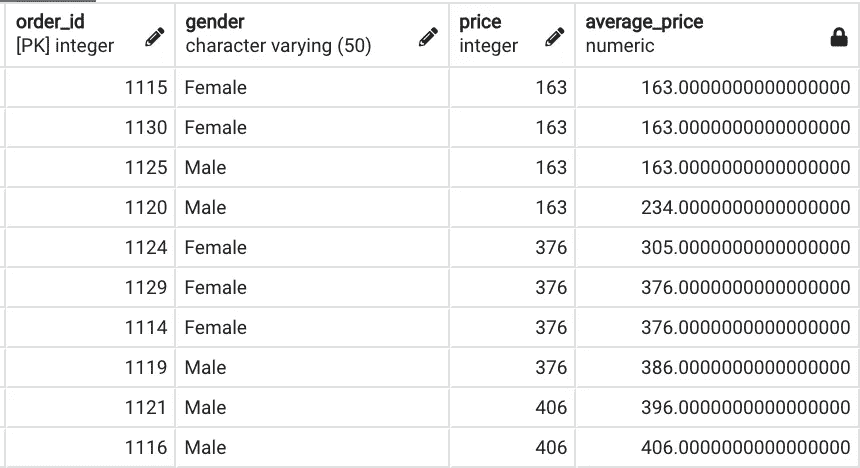 order_id gender price average_price
[PK] integer character varying (50) integer numeric
1115 Female 163 163.0000000000000000
1130 Female 163 163.0000000000000000
1125 Male 163 163.0000000000000000
1120 Male 163 234.0000000000000000
1124 Female 376 305.0000000000000000
1129 Female 376 376.0000000000000000
1114 Female 376 376.0000000000000000
1119 Male 376 386.0000000000000000
1121 Male 406 396.0000000000000000
1116 Male 406 406.0000000000000000